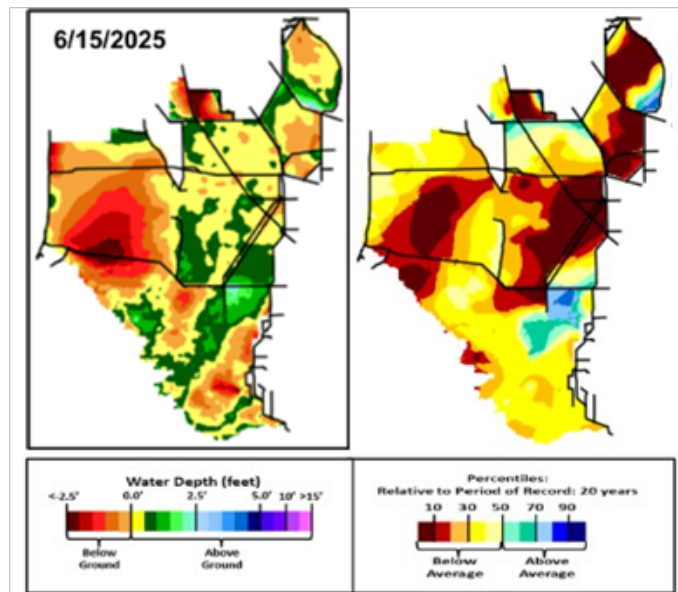 6/15/2025
Water Depth (feet)
<-2.5' 0.0' 2.5' 5.0' 10' >15'
Below Ground
Above Ground
Percentiles:
Relative to Period of Record: 20 years
10 30 50 70 90
Below Average
Above Average